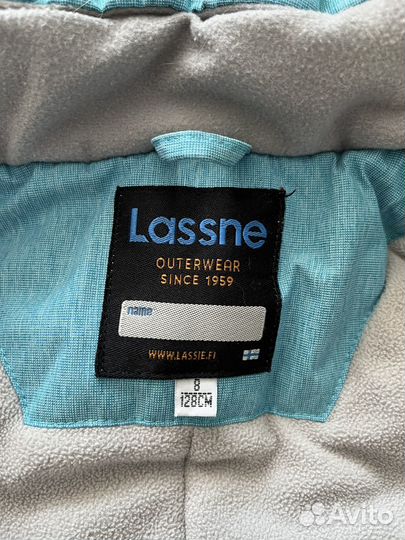 Lassne
OUTERWEAR
SINCE 1959
name
WWW.LASSIE.FI
8
128CM
Avito